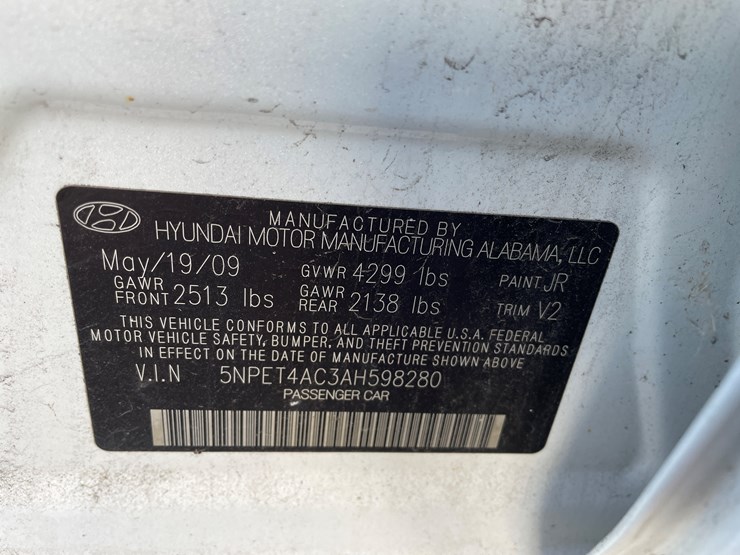 MANUFACTURED BY
HYUNDAI MOTOR MANUFACTURING ALABAMA, LLC
May/19/09 GVWR 4299 lbs PAINT JR
GAWR FRONT 2513 lbs GAWR REAR 2138 lbs TRIM V2
THIS VEHICLE CONFORMS TO ALL APPLICABLE U.S.A. FEDERAL
MOTOR VEHICLE SAFETY, BUMPER, AND THEFT PREVENTION STANDARDS
IN EFFECT ON THE DATE OF MANUFACTURE SHOWN ABOVE
V.I.N 5NPET4AC3AH598280
PASSENGER CAR